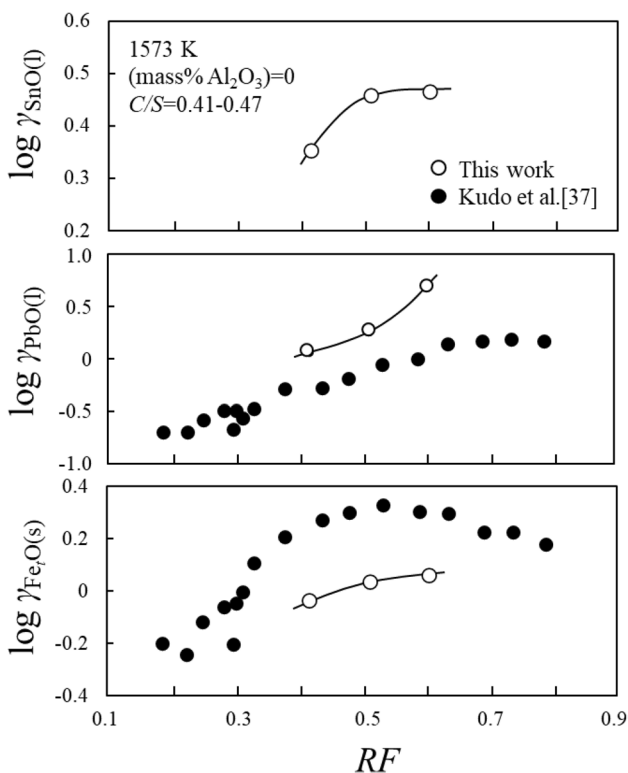 0.6
1573 K
(mass% Al₂O₃)=0
C/S=0.41-0.47
0.5
0.4
0.3
0.2
log γSnO(l)
This work
Kudo et al.[37]
1.0
0.5
0
-0.5
-1.0
log γPbO(l)
0.4
0.2
0
-0.2
-0.4
log γFeₜO(s)
0.1 0.3 0.5 0.7 0.9
RF